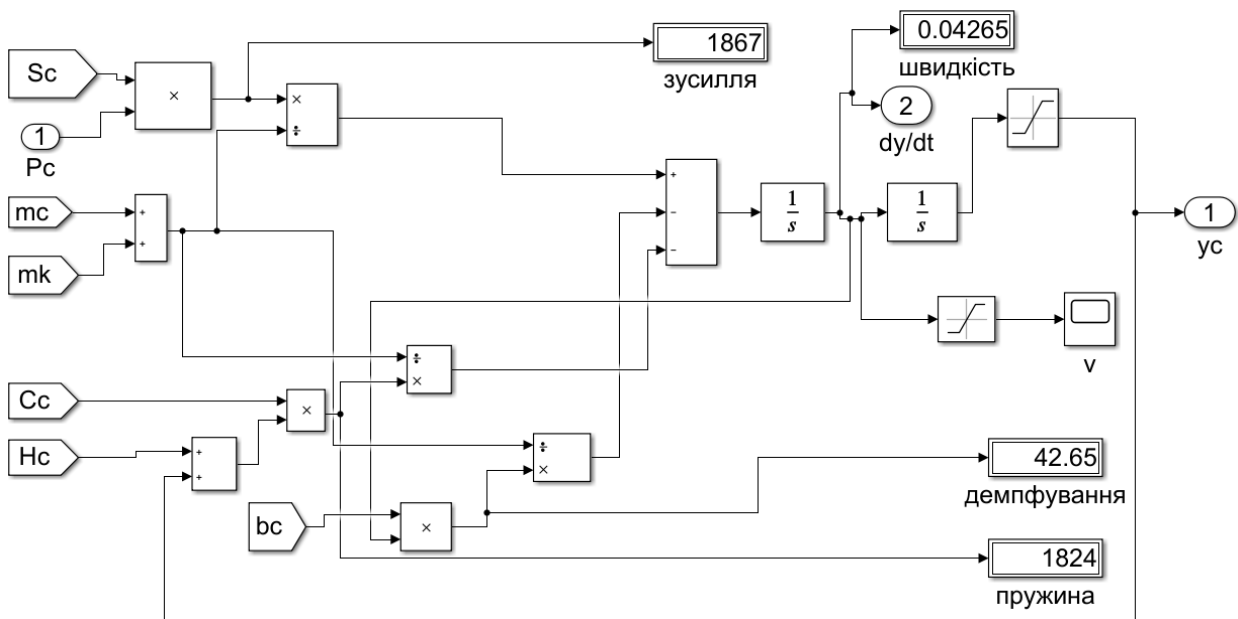 Sc
×
1867
зусилля
0.04265
швидкість
×
÷
2
dy/dt
1
Pc
mc
+
+
mk
+
−
−
1
s
1
s
1
yc
÷
×
v
Cc
×
Hc
+
+
÷
×
42.65
демпфування
bc
×
1824
пружина